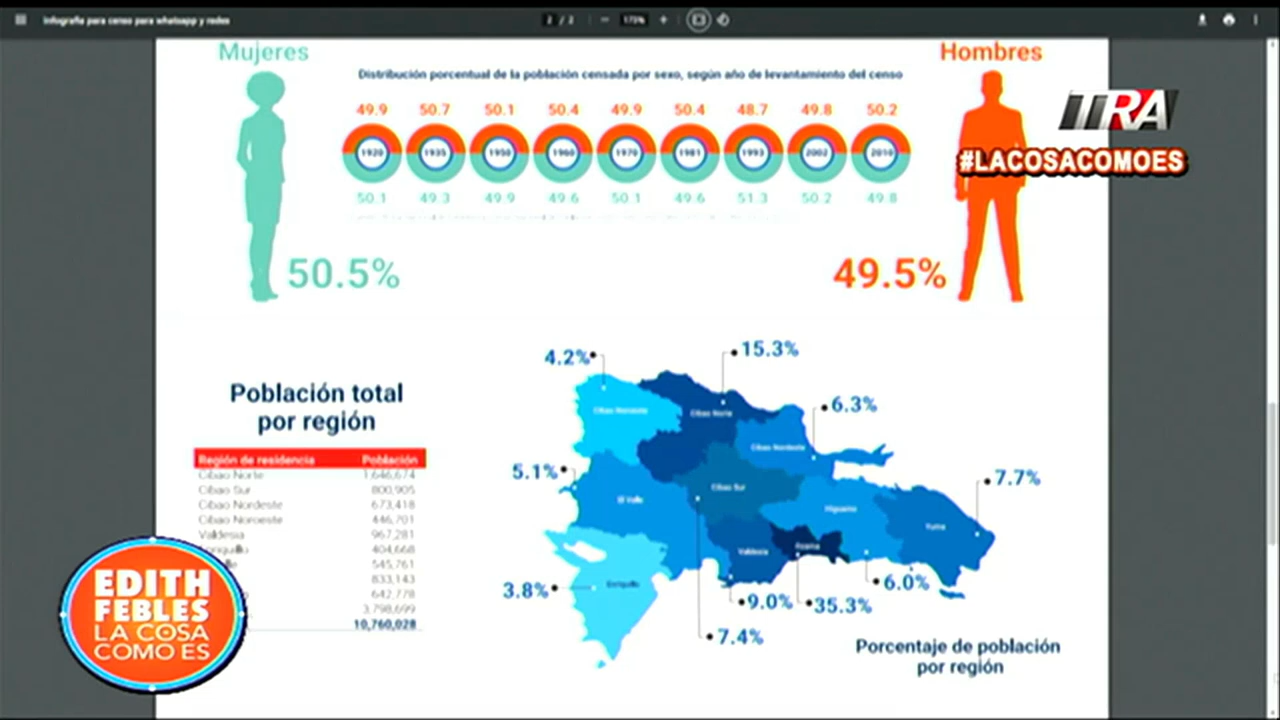 Infografía para censo para whatsapp y redes
2 / 2
175%
Mujeres
Hombres
Distribución porcentual de la población censada por sexo, según año de levantamiento del censo
49.9 50.7 50.1 50.4 49.9 50.4 48.7 49.8 50.2
1920 1935 1950 1960 1970 1981 1993 2002 2010
50.1 49.3 49.9 49.6 50.1 49.6 51.3 50.2 49.8
50.5%
49.5%
TRA
#LACOSACOMOES
Población total
por región
Región de residencia Población
Cibao Norte 1,646,674
Cibao Sur 800,905
Cibao Nordeste 673,418
Cibao Noroeste 446,701
Valdesia 967,281
404,668
545,761
833,143
642,778
3,798,699
10,760,028
4.2%
15.3%
6.3%
5.1%
7.7%
3.8%
9.0%
35.3%
6.0%
7.4%
Cibao Noroeste
Cibao Norte
Cibao Nordeste
Cibao Sur
El Valle
Higuamo
Yuma
Valdesia
Ozama
Enriquillo
Porcentaje de población
por región
EDITH
FEBLES
LA COSA
COMO ES